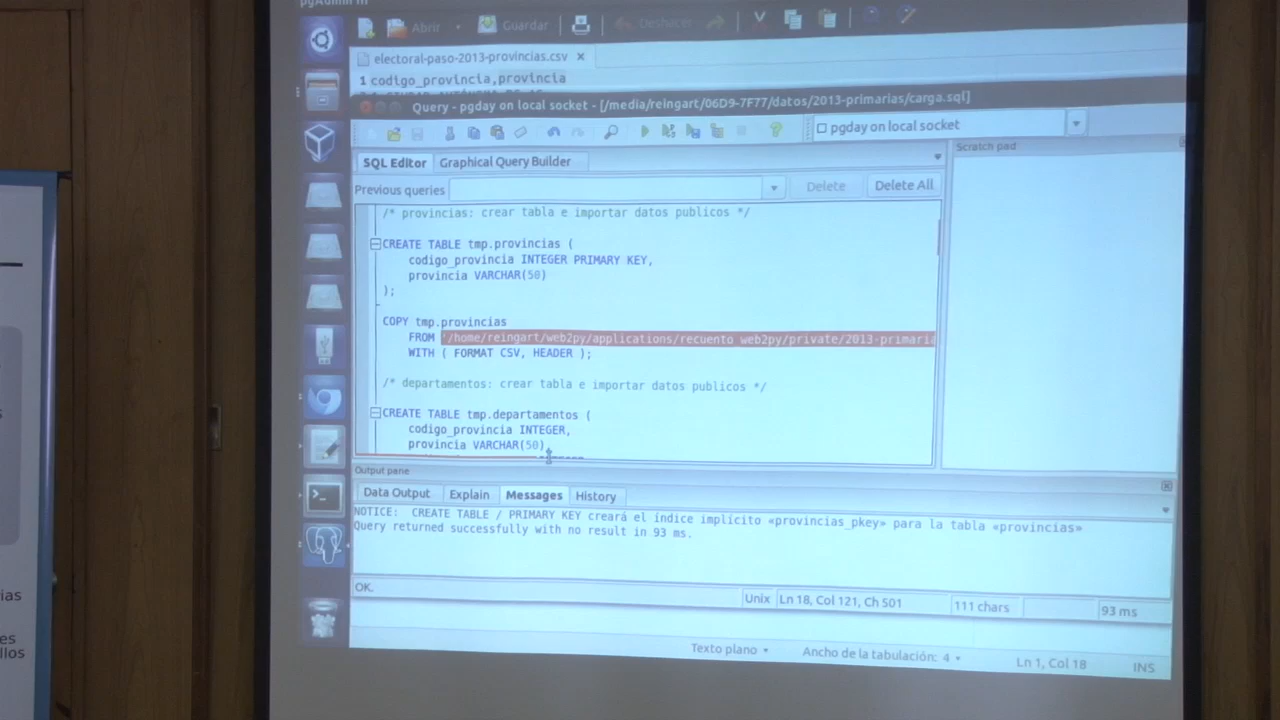 pgAdmin III
Abrir
Guardar
Deshacer
electoral-paso-2013-provincias.csv
1 codigo_provincia,provincia
Query - pgday on local socket - [/media/reingart/06D9-7F77/datos/2013-primarias/carga.sql]
pgday on local socket
SQL Editor
Graphical Query Builder
Scratch pad
Previous queries
Delete
Delete All
/* provincias: crear tabla e importar datos publicos */
CREATE TABLE tmp.provincias (
codigo_provincia INTEGER PRIMARY KEY,
provincia VARCHAR(50)
);
COPY tmp.provincias
FROM '/home/reingart/web2py/applications/recuento_web2py/private/2013-primaria
WITH ( FORMAT CSV, HEADER );
/* departamentos: crear tabla e importar datos publicos */
CREATE TABLE tmp.departamentos (
codigo_provincia INTEGER,
provincia VARCHAR(50),
Output pane
Data Output
Explain
Messages
History
NOTICE:  CREATE TABLE / PRIMARY KEY creará el índice implícito «provincias_pkey» para la tabla «provincias»
Query returned successfully with no result in 93 ms.
OK.
Unix
Ln 18, Col 121, Ch 501
111 chars
93 ms
Texto plano
Ancho de la tabulación: 4
Ln 1, Col 18
INS
ias
es
llos